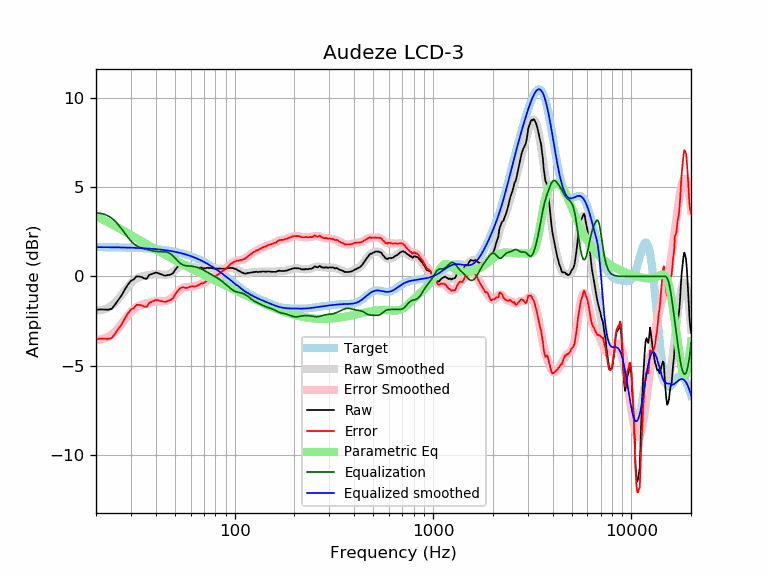 Audeze LCD-3
Amplitude (dBr)
10
5
0
−5
−10
Target
Raw Smoothed
Error Smoothed
Raw
Error
Parametric Eq
Equalization
Equalized smoothed
100
1000
10000
Frequency (Hz)